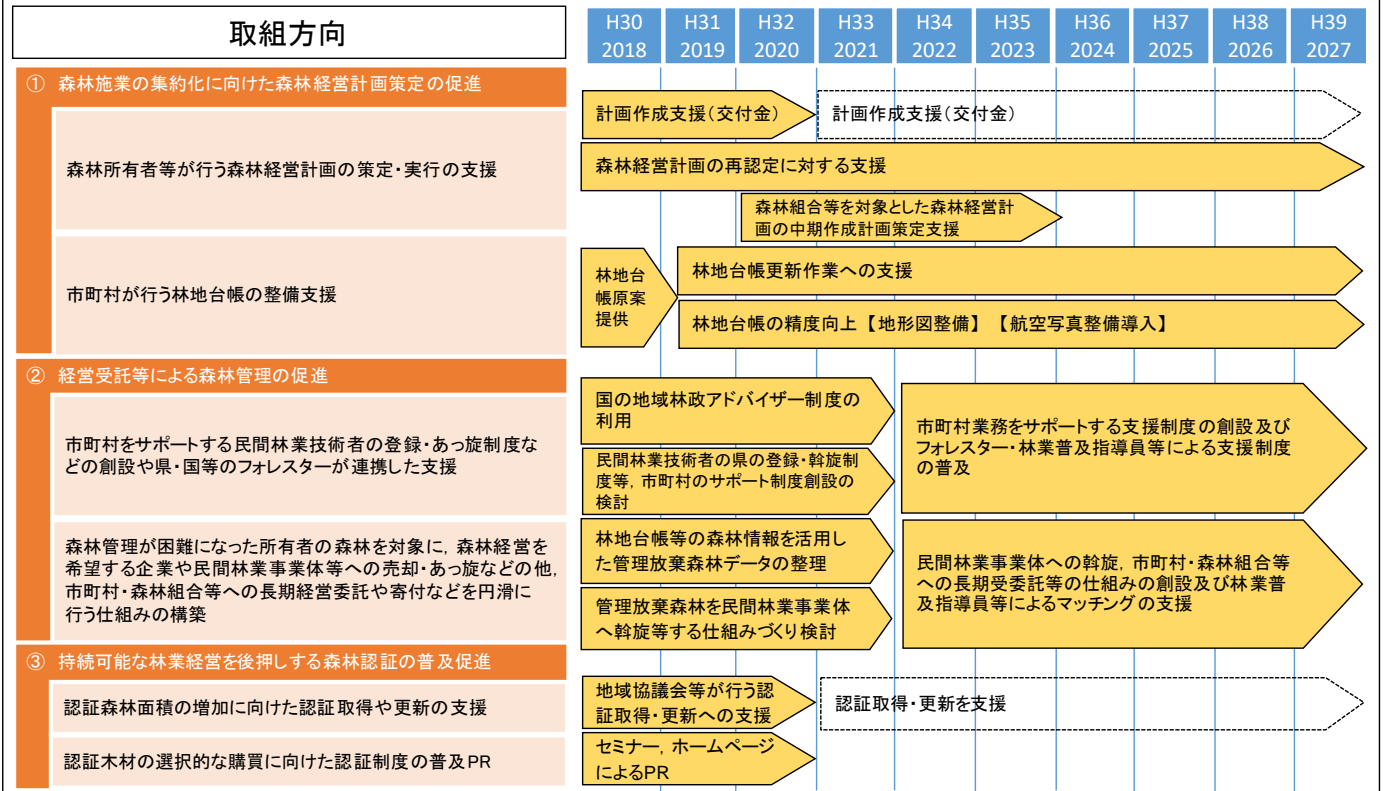 取組方向
H30 H31 H32 H33 H34 H35 H36 H37 H38 H39
2018 2019 2020 2021 2022 2023 2024 2025 2026 2027
① 森林施業の集約化に向けた森林経営計画策定の促進
森林所有者等が行う森林経営計画の策定・実行の支援
計画作成支援(交付金)
計画作成支援(交付金)
森林経営計画の再認定に対する支援
森林組合等を対象とした森林経営計
画の中期作成計画策定支援
市町村が行う林地台帳の整備支援
林地台
帳原案
提供
林地台帳更新作業への支援
林地台帳の精度向上【地形図整備】【航空写真整備導入】
② 経営受託等による森林管理の促進
市町村をサポートする民間林業技術者の登録・あっ旋制度な
どの創設や県・国等のフォレスターが連携した支援
国の地域林政アドバイザー制度の
利用
民間林業技術者の県の登録・斡旋制
度等，市町村のサポート制度創設の
検討
市町村業務をサポートする支援制度の創設及び
フォレスター・林業普及指導員等による支援制度
の普及
森林管理が困難になった所有者の森林を対象に，森林経営を
希望する企業や民間林業事業体等への売却・あっ旋などの他，
市町村・森林組合等への長期経営委託や寄付などを円滑に
行う仕組みの構築
林地台帳等の森林情報を活用し
た管理放棄森林データの整理
管理放棄森林を民間林業事業体
へ斡旋等する仕組みづくり検討
民間林業事業体への斡旋，市町村・森林組合等
への長期受委託等の仕組みの創設及び林業普
及指導員等によるマッチングの支援
③ 持続可能な林業経営を後押しする森林認証の普及促進
認証森林面積の増加に向けた認証取得や更新の支援
地域協議会等が行う認
証取得・更新への支援
認証取得・更新を支援
認証木材の選択的な購買に向けた認証制度の普及PR
セミナー，ホームページ
によるPR